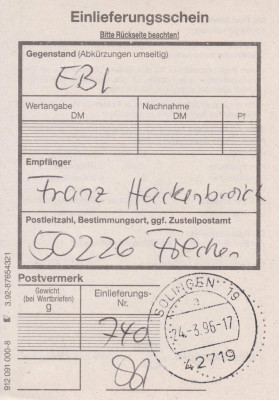 Einlieferungsschein
Bitte Rückseite beachten!
Gegenstand (Abkürzungen umseitig)
EBl
Wertangabe
DM
Nachnahme
DM
Pf
Empfänger
Franz Hackenbroich
Postleitzahl, Bestimmungsort, ggf. Zustellpostamt
50226 Frechen
Postvermerk
Gewicht
(bei Wertbriefen)
g
Einlieferungs-
Nr.
740
SOLINGEN 19
a
24-3.95-17
42719
912 091 000-8
3.92-87654321